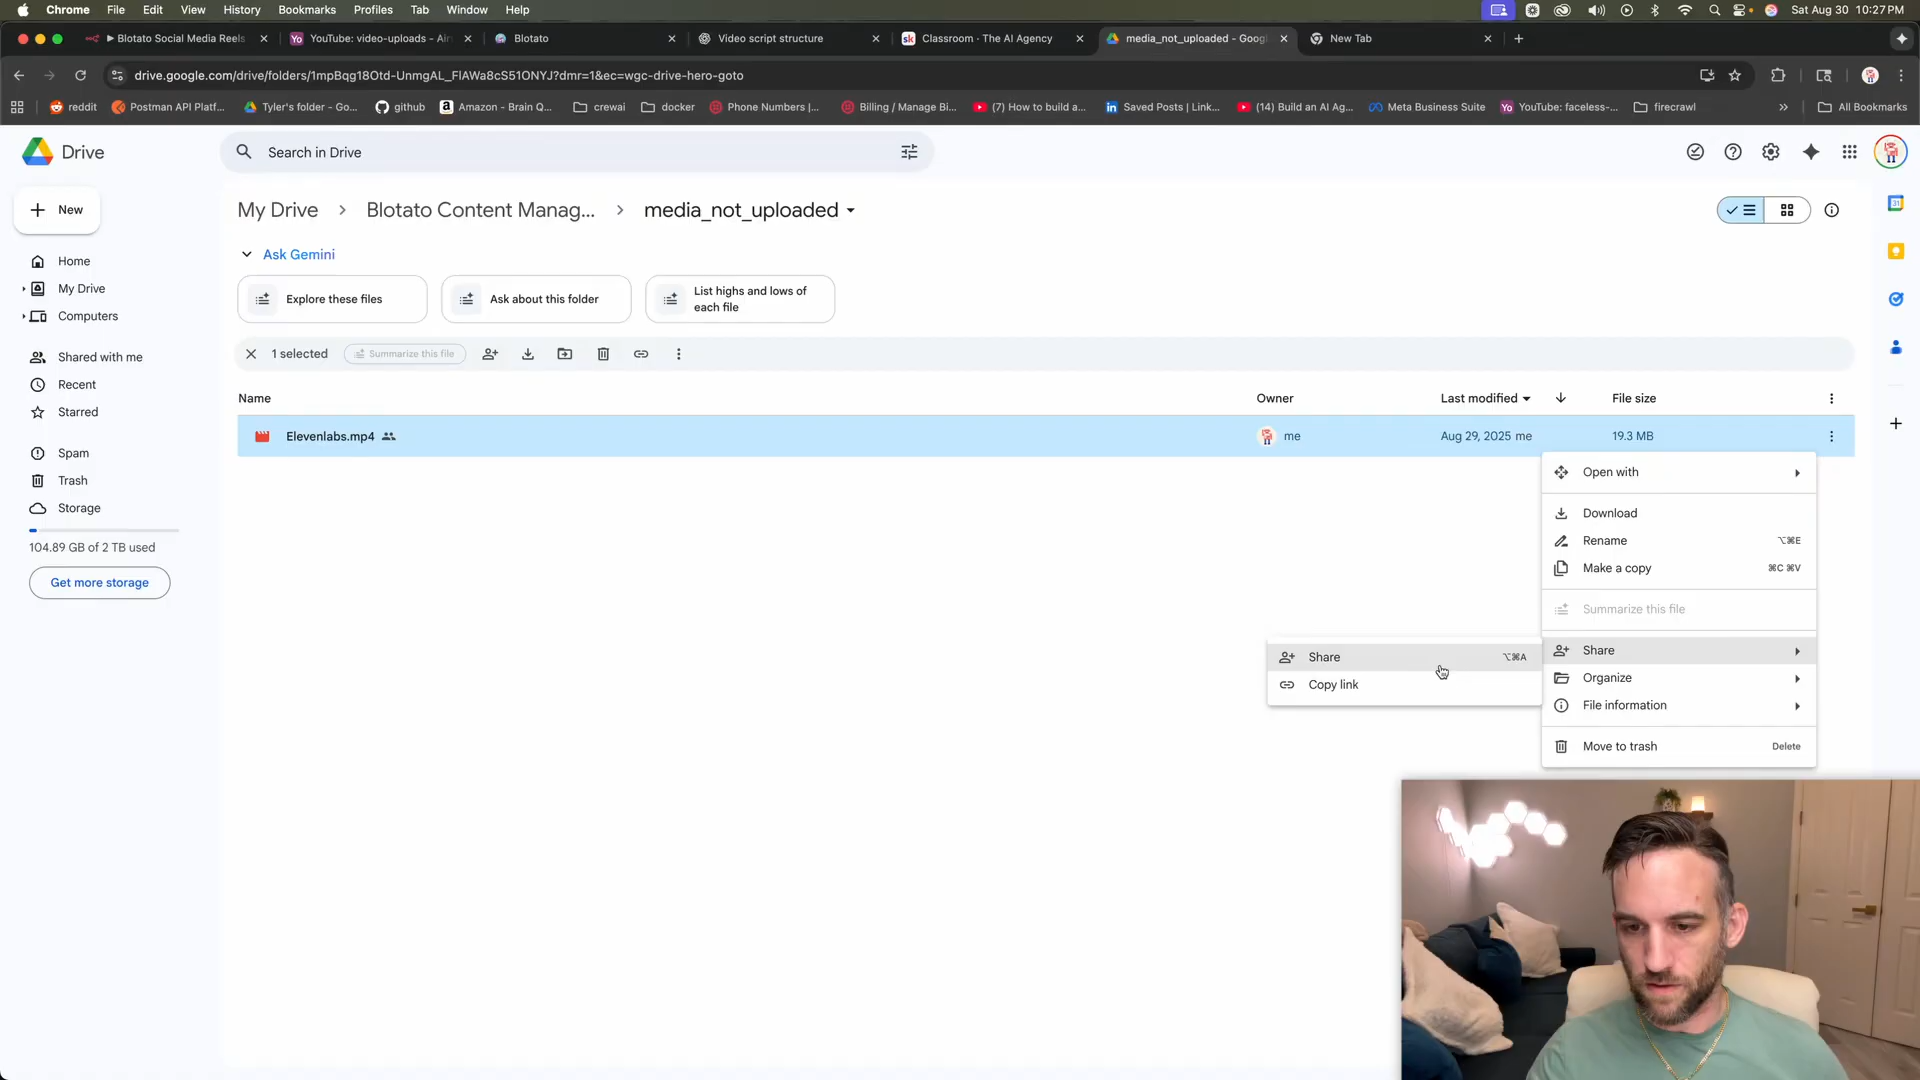 Chrome File Edit View History Bookmarks Profiles Tab Window Help Sat Aug 30 10:27 PM
▶ Blotato Social Media Reels YouTube: video-uploads - Air Blotato Video script structure Classroom · The AI Agency media_not_uploaded - Googl New Tab
drive.google.com/drive/folders/1mpBqg18Otd-UnmgAL_FlAWa8cS51ONYJ?dmr=1&ec=wgc-drive-hero-goto
reddit Postman API Platf... Tyler's folder - Go... github Amazon - Brain Q... crewai docker Phone Numbers |... Billing / Manage Bi... (7) How to build a... Saved Posts | Link... (14) Build an AI Ag... Meta Business Suite YouTube: faceless-... firecrawl » All Bookmarks
Drive
Search in Drive
New
My Drive > Blotato Content Manag... > media_not_uploaded
Ask Gemini
Explore these files
Ask about this folder
List highs and lows of
each file
Home
My Drive
Computers
Shared with me
Recent
Starred
Spam
Trash
Storage
104.89 GB of 2 TB used
Get more storage
1 selected Summarize this file
Name Owner Last modified File size
Elevenlabs.mp4 me Aug 29, 2025 me 19.3 MB
Open with
Download
Rename ⌥⌘E
Make a copy ⌘C ⌘V
Summarize this file
Share
Organize
File information
Move to trash Delete
Share ⌥⌘A
Copy link